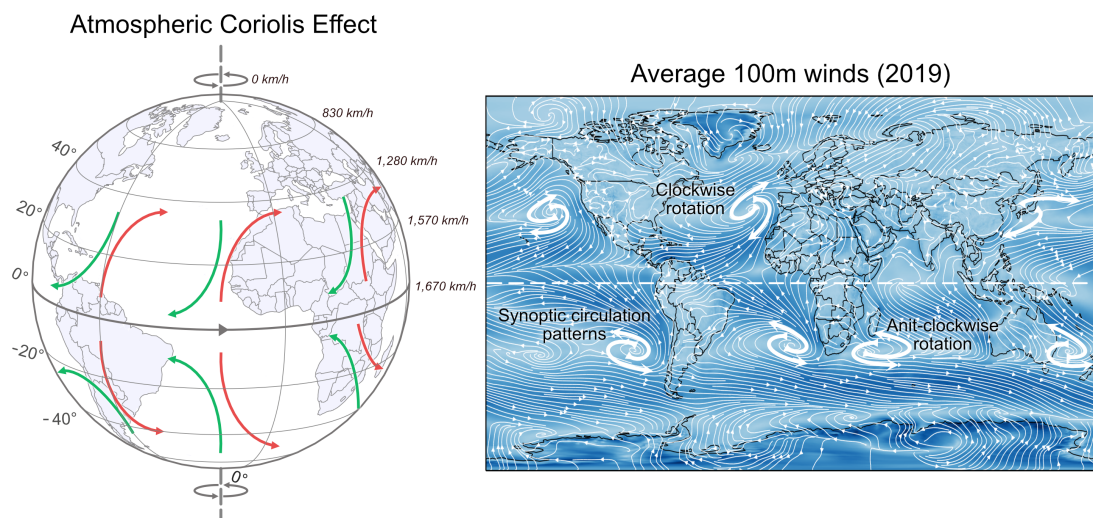 Atmospheric Coriolis Effect
0 km/h
830 km/h
40°
1,280 km/h
20°
1,570 km/h
0°
1,670 km/h
-20°
-40°
0°
Average 100m winds (2019)
Clockwise
rotation
Synoptic circulation
patterns
Anit-clockwise
rotation